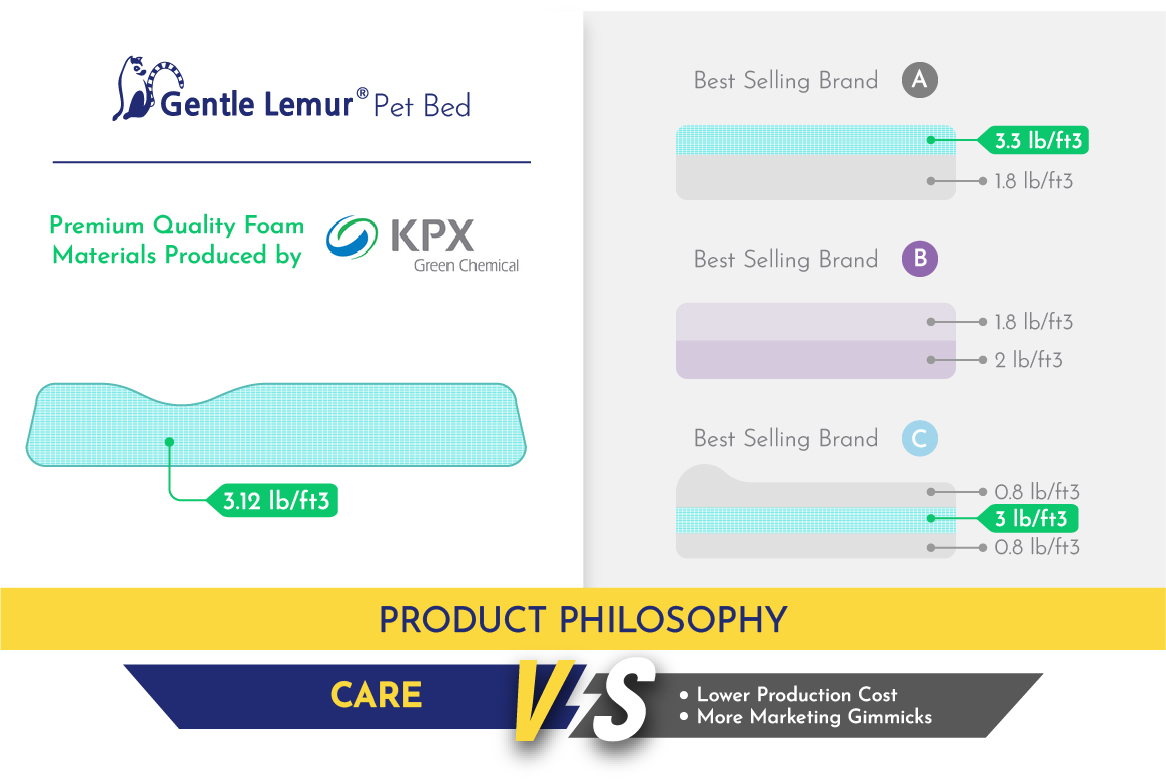 Gentle Lemur® Pet Bed
Premium Quality Foam
Materials Produced by
KPX
Green Chemical
3.12 lb/ft3
Best Selling Brand A
3.3 lb/ft3
1.8 lb/ft3
Best Selling Brand B
1.8 lb/ft3
2 lb/ft3
Best Selling Brand C
0.8 lb/ft3
3 lb/ft3
0.8 lb/ft3
PRODUCT PHILOSOPHY
CARE
VS
• Lower Production Cost
• More Marketing Gimmicks